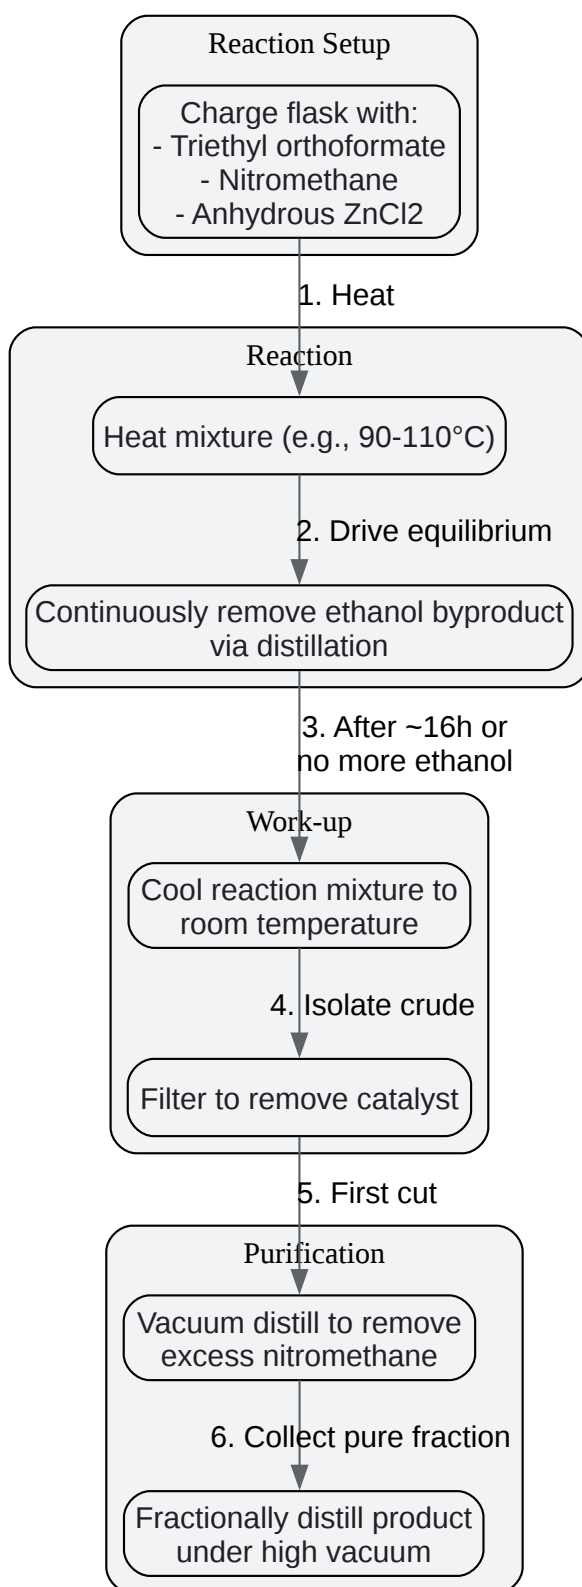 Reaction Setup
Charge flask with:
- Triethyl orthoformate
- Nitromethane
- Anhydrous ZnCl2
1. Heat
Reaction
Heat mixture (e.g., 90-110°C)
2. Drive equilibrium
Continuously remove ethanol byproduct
via distillation
3. After ~16h or
no more ethanol
Work-up
Cool reaction mixture to
room temperature
4. Isolate crude
Filter to remove catalyst
5. First cut
Purification
Vacuum distill to remove
excess nitromethane
6. Collect pure fraction
Fractionally distill product
under high vacuum